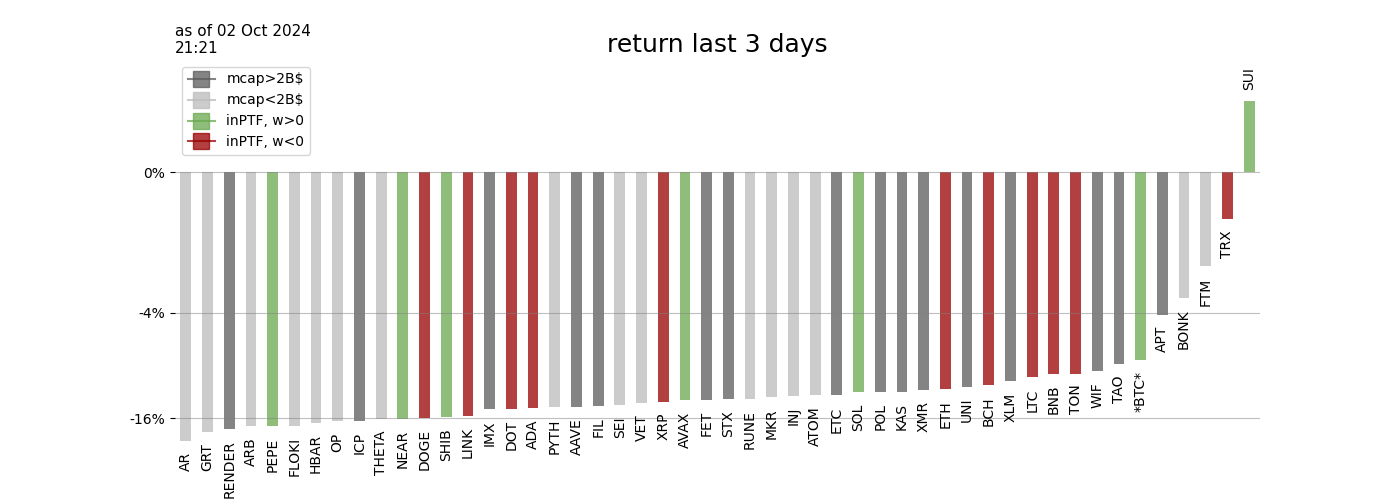 as of 02 Oct 2024
21:21
return last 3 days
mcap>2B$
mcap<2B$
inPTF, w>0
inPTF, w<0
0%
-4%
-16%
AR
GRT
RENDER
ARB
PEPE
FLOKI
HBAR
OP
ICP
THETA
NEAR
DOGE
SHIB
LINK
IMX
DOT
ADA
PYTH
AAVE
FIL
SEI
VET
XRP
AVAX
FET
STX
RUNE
MKR
INJ
ATOM
ETC
SOL
POL
KAS
XMR
ETH
UNI
BCH
XLM
LTC
BNB
TON
WIF
TAO
*BTC*
APT
BONK
FTM
TRX
SUI